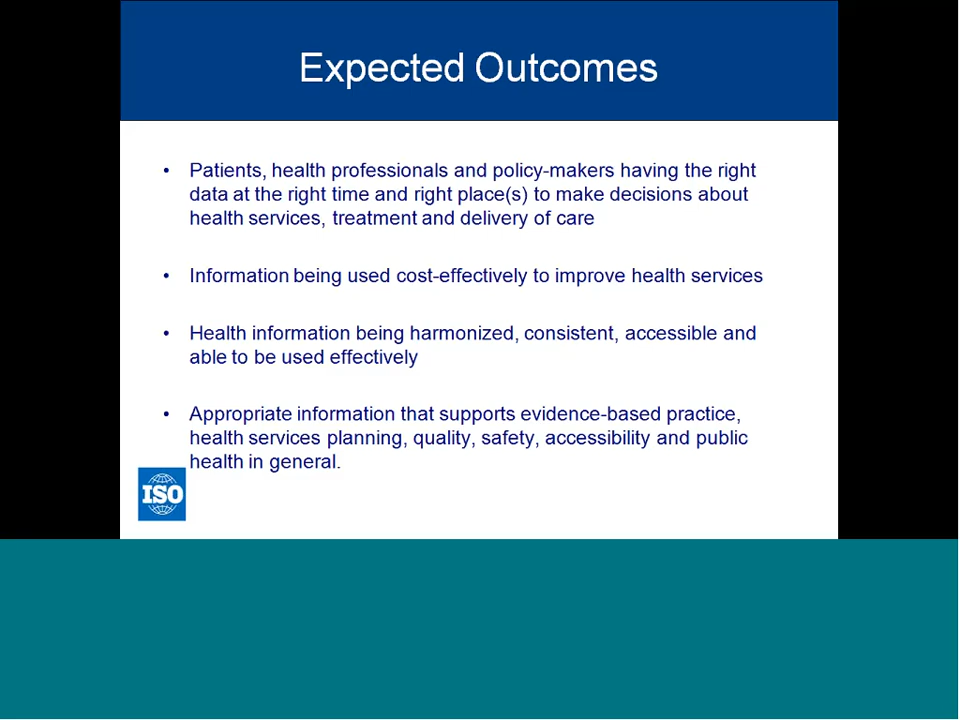 Expected Outcomes
• Patients, health professionals and policy-makers having the right
data at the right time and right place(s) to make decisions about
health services, treatment and delivery of care
• Information being used cost-effectively to improve health services
• Health information being harmonized, consistent, accessible and
able to be used effectively
• Appropriate information that supports evidence-based practice,
health services planning, quality, safety, accessibility and public
health in general.
ISO